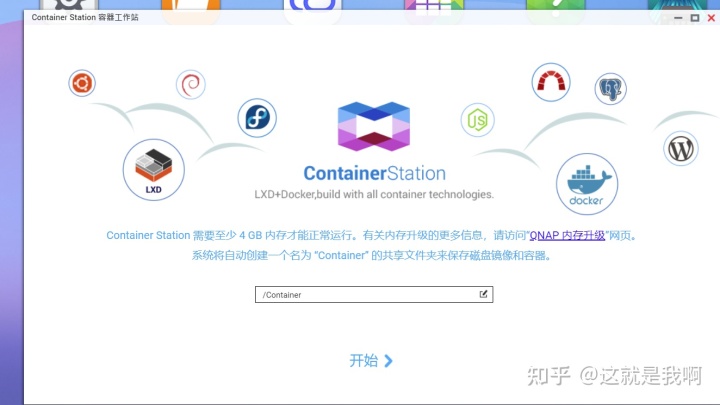 Container Station 容器工作站
LXD
JS
docker
ContainerStation
LXD+Docker,build with all container technologies.
Container Station 需要至少 4 GB 内存才能正常运行。有关内存升级的更多信息，请访问“QNAP 内存升级”网页。
系统将自动创建一个名为 “Container” 的共享文件夹来保存磁盘镜像和容器。
/Container
开始
知乎 @这就是我啊